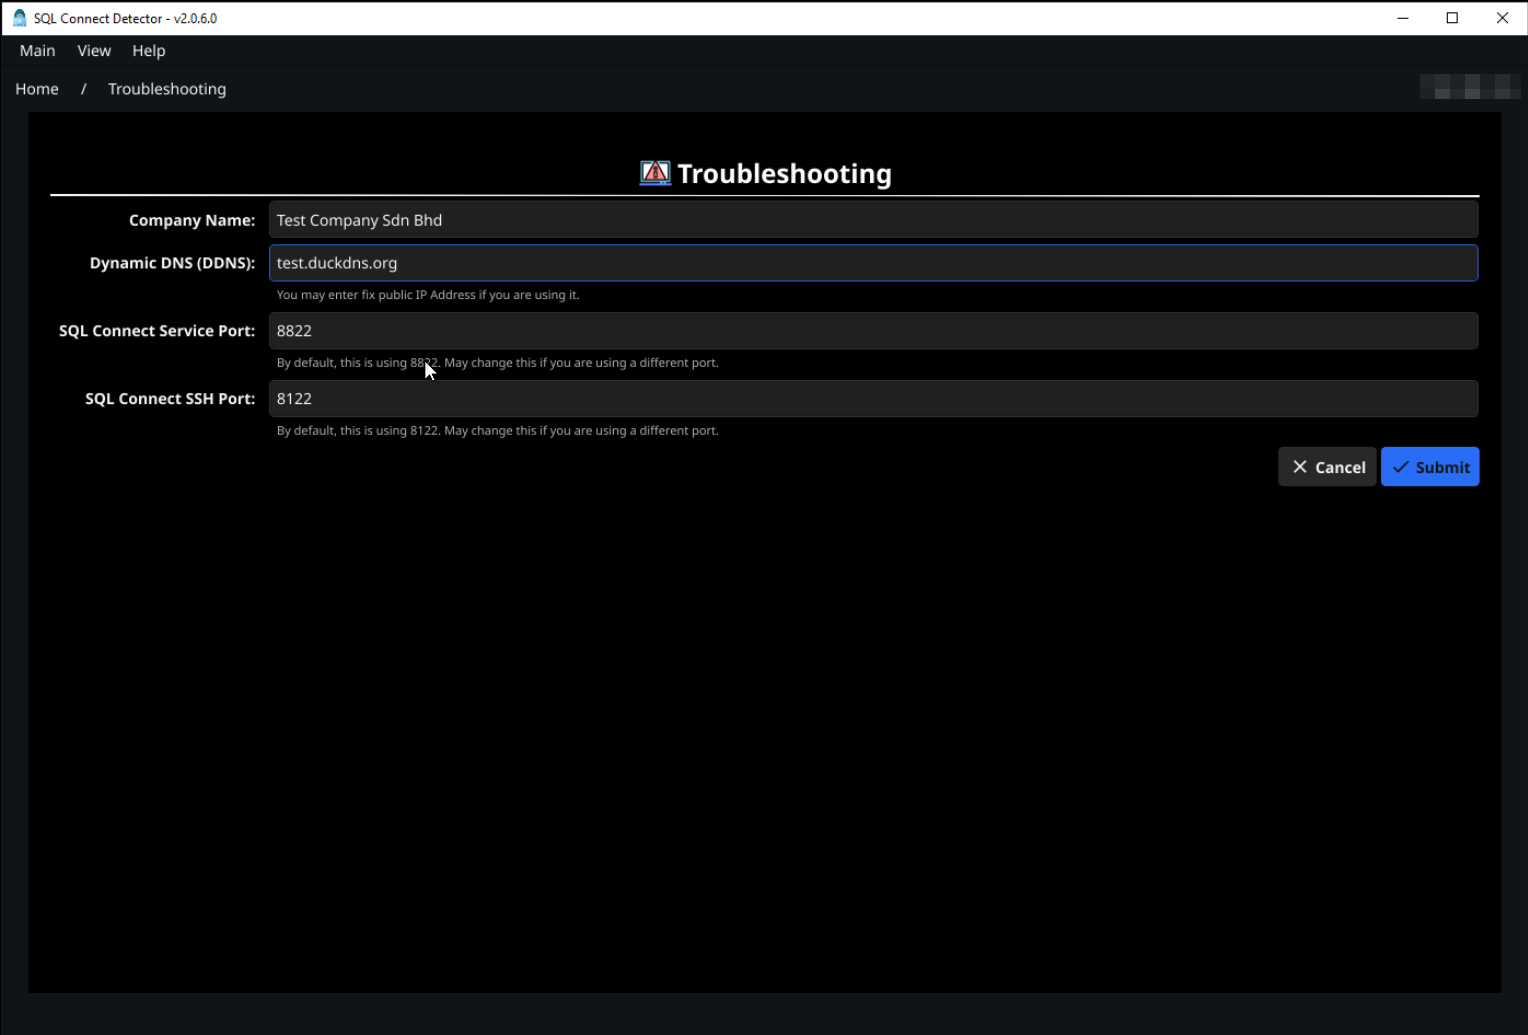 SQL Connect Detector - v2.0.6.0
Main View Help
Home / Troubleshooting
Troubleshooting
Company Name: Test Company Sdn Bhd
Dynamic DNS (DDNS): test.duckdns.org
You may enter fix public IP Address if you are using it.
SQL Connect Service Port: 8822
By default, this is using 8822. May change this if you are using a different port.
SQL Connect SSH Port: 8122
By default, this is using 8122. May change this if you are using a different port.
Cancel Submit